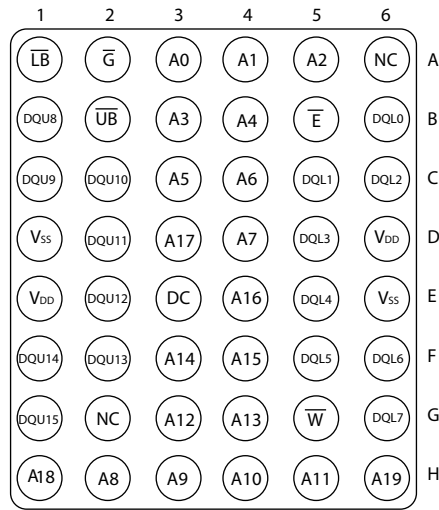 1 2 3 4 5 6
L̅B̅ G̅ A0 A1 A2 NC A
DQU8 U̅B̅ A3 A4 E̅ DQL0 B
DQU9 DQU10 A5 A6 DQL1 DQL2 C
VSS DQU11 A17 A7 DQL3 VDD D
VDD DQU12 DC A16 DQL4 VSS E
DQU14 DQU13 A14 A15 DQL5 DQL6 F
DQU15 NC A12 A13 W̅ DQL7 G
A18 A8 A9 A10 A11 A19 H